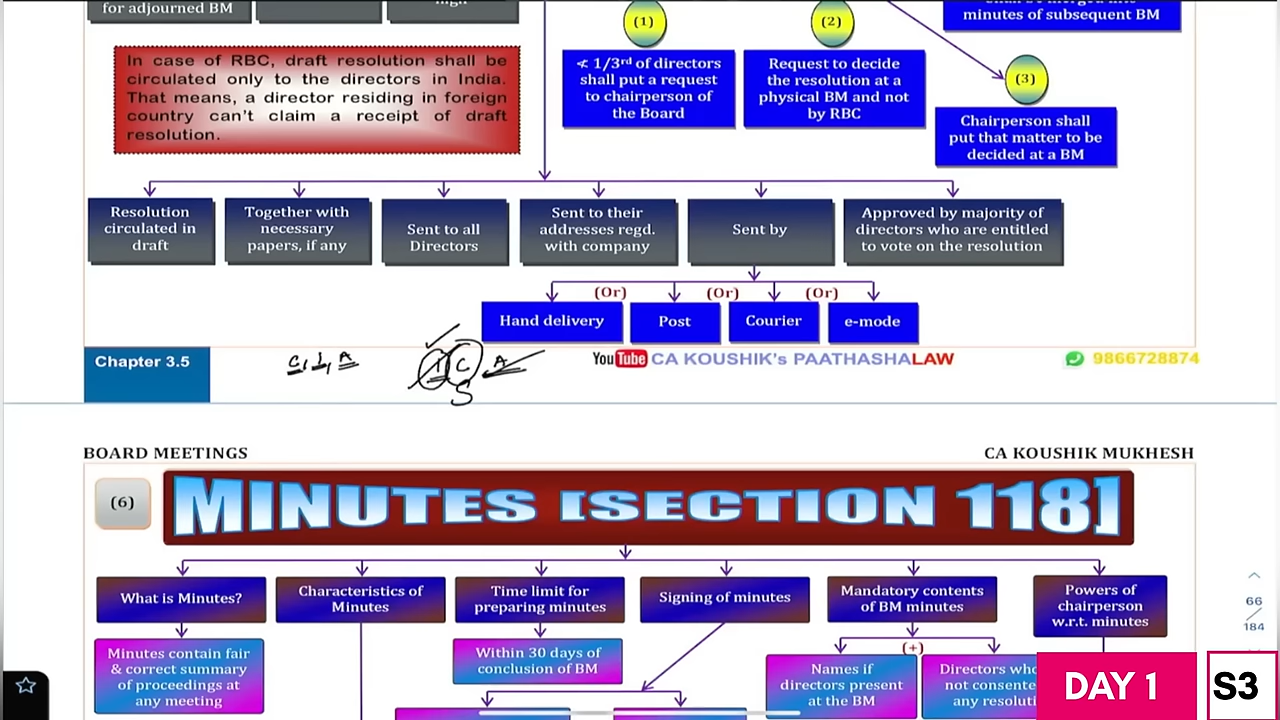 for adjourned BM
high
(1)
(2)
minutes of subsequent BM
In case of RBC, draft resolution shall be
circulated only to the directors in India.
That means, a director residing in foreign
country can't claim a receipt of draft
resolution.
≮ 1/3rd of directors
shall put a request
to chairperson of
the Board
Request to decide
the resolution at a
physical BM and not
by RBC
(3)
Chairperson shall
put that matter to be
decided at a BM
Resolution
circulated in
draft
Together with
necessary
papers, if any
Sent to all
Directors
Sent to their
addresses regd.
with company
Sent by
Approved by majority of
directors who are entitled
to vote on the resolution
(Or)
(Or)
(Or)
Hand delivery
Post
Courier
e-mode
Chapter 3.5
C, I, A
I C A
S
YouTube CA KOUSHIK's PAATHASHALAW
9866728874
BOARD MEETINGS
CA KOUSHIK MUKHESH
(6)
MINUTES [SECTION 118]
What is Minutes?
Characteristics of
Minutes
Time limit for
preparing minutes
Signing of minutes
Mandatory contents
of BM minutes
Powers of
chairperson
w.r.t. minutes
66
184
Minutes contain fair
& correct summary
of proceedings at
any meeting
Within 30 days of
conclusion of BM
(+)
Names if
directors present
at the BM
Directors who
not consente
any resoluti
DAY 1
S3